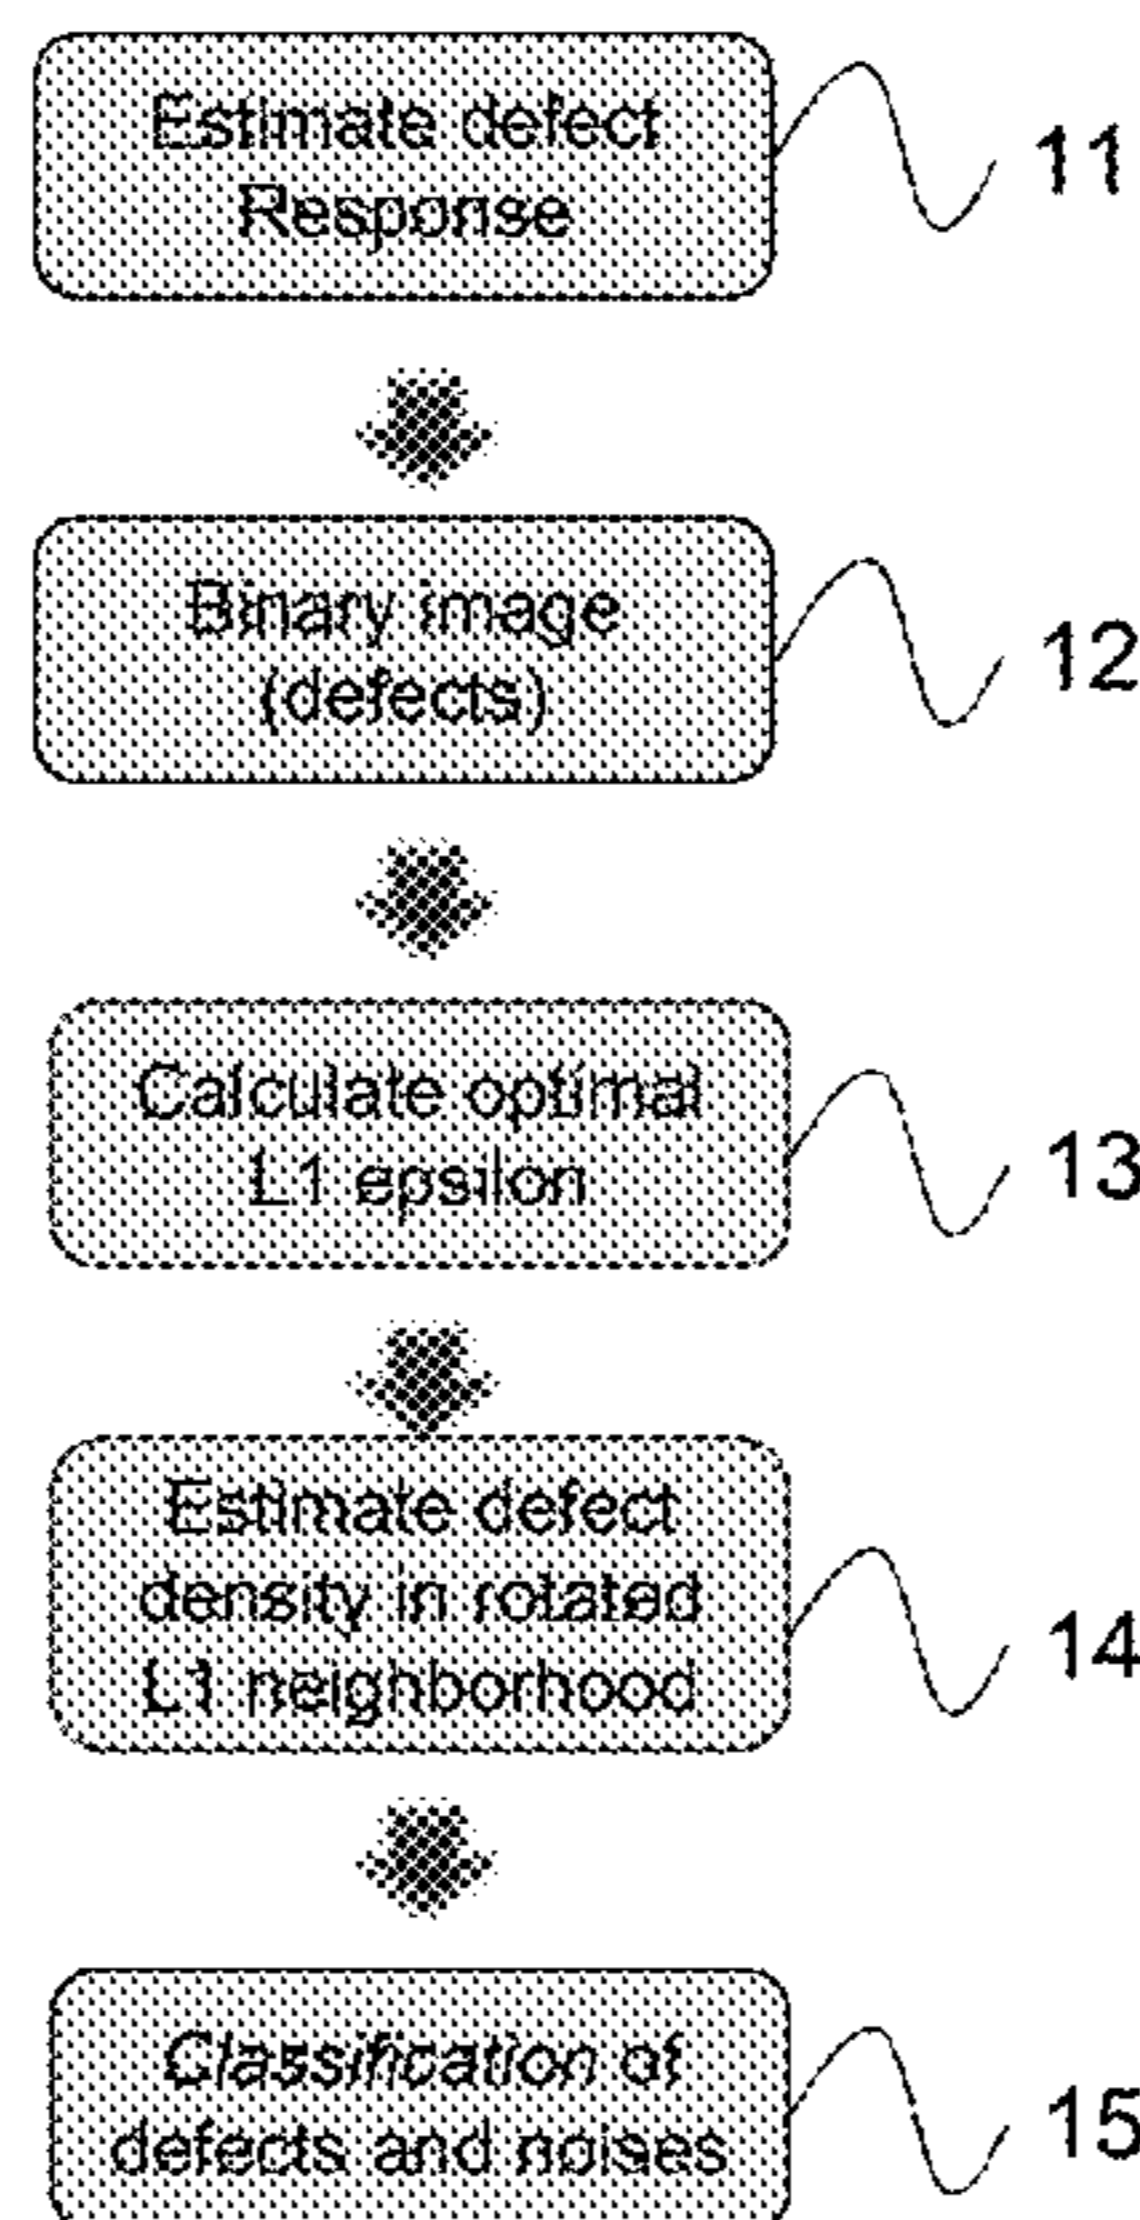 Estimate defect
Response
11
Binary image
(defects)
12
Calculate optimal
L1 epsilon
13
Estimate defect
density in rotated
L1 neighborhood
14
Classification of
defects and noises
15